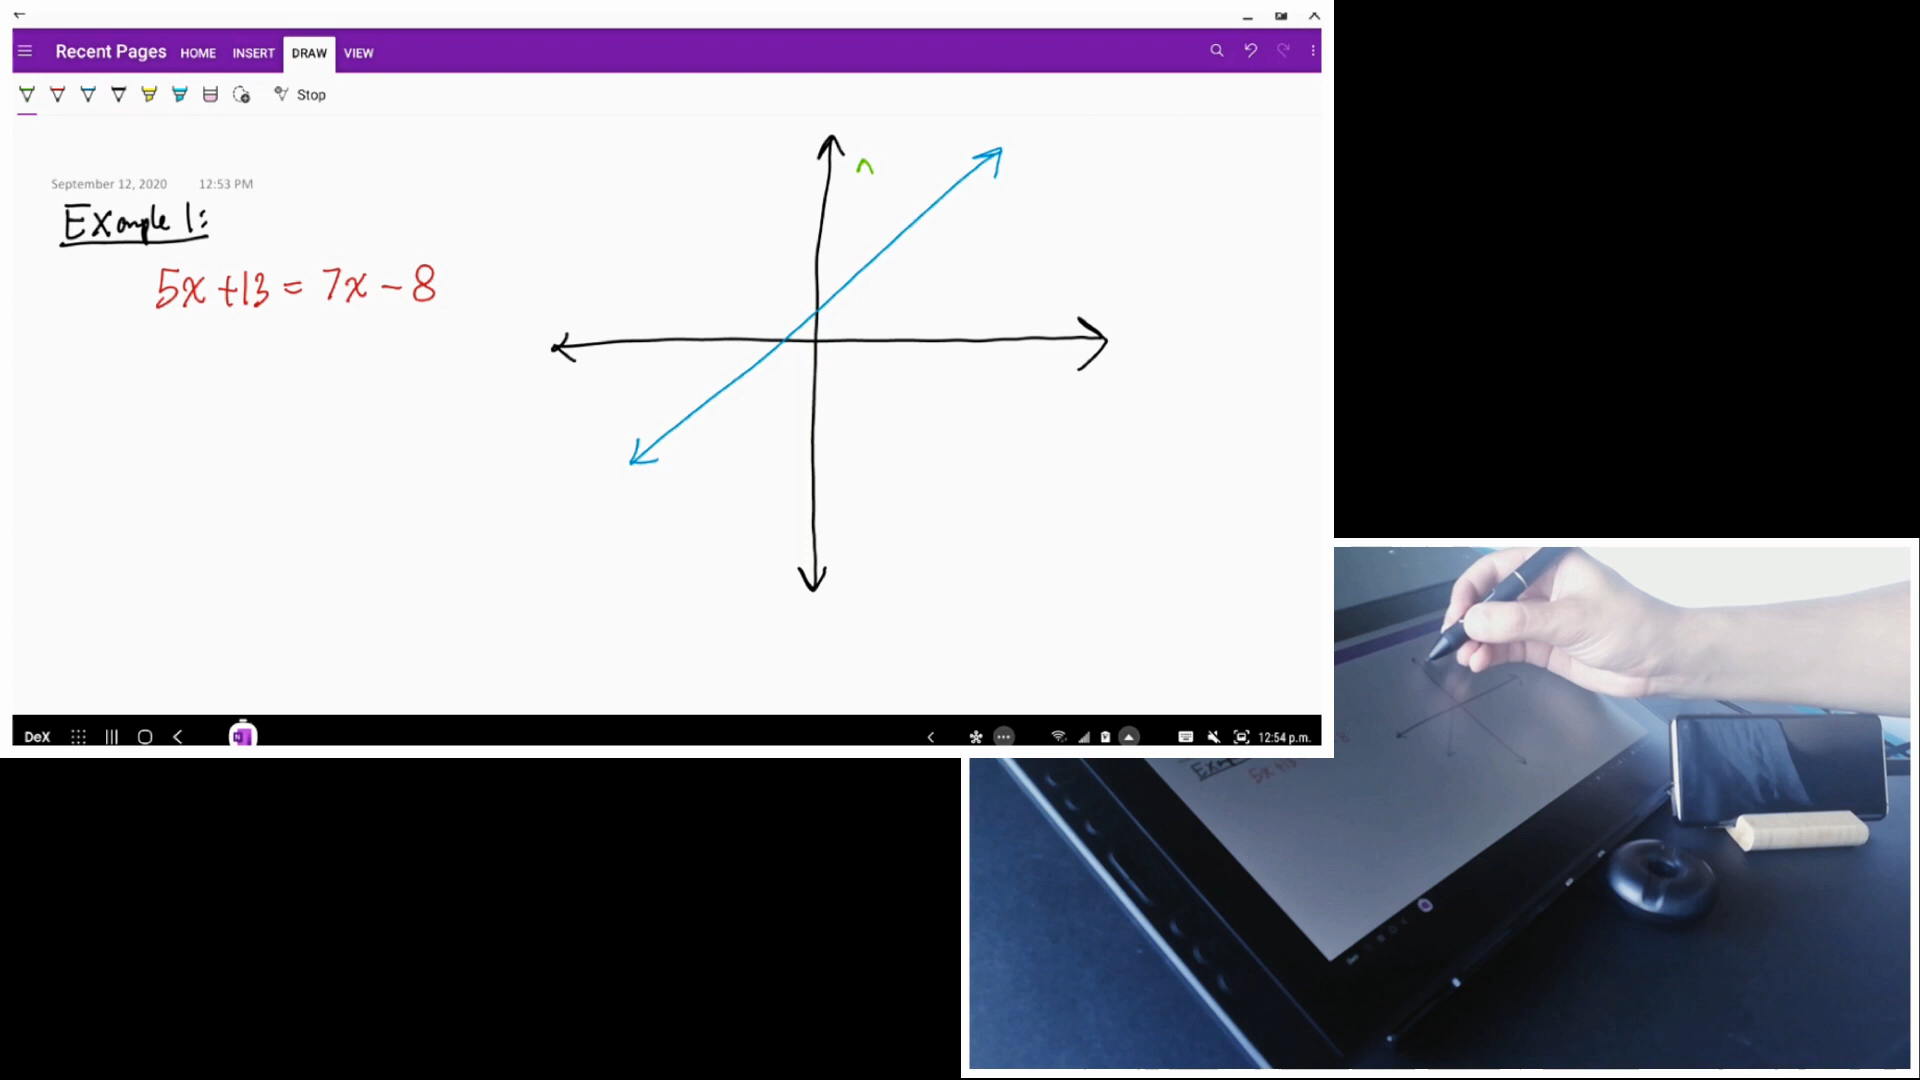 Recent Pages HOME INSERT DRAW VIEW
Stop
September 12, 2020 12:53 PM
Example 1:
5x + 13 = 7x - 8
DeX 12:54 p.m.